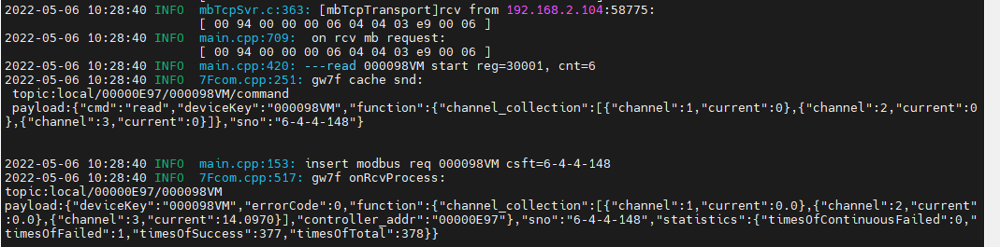 2022-05-06 10:28:40 INFO  mbTcpSvr.c:363: [mbTcpTransport]rcv from 192.168.2.104:58775:
[ 00 94 00 00 00 06 04 04 03 e9 00 06 ]
2022-05-06 10:28:40 INFO  main.cpp:709:  on rcv mb request:
[ 00 94 00 00 00 06 04 04 03 e9 00 06 ]
2022-05-06 10:28:40 INFO  main.cpp:420: ---read 000098VM start reg=30001, cnt=6
2022-05-06 10:28:40 INFO  7Fcom.cpp:251: gw7f cache snd:
topic:local/00000E97/000098VM/command
payload:{"cmd":"read","deviceKey":"000098VM","function":{"channel_collection":[{"channel":1,"current":0},{"channel":2,"current":0
},{"channel":3,"current":0}]},"sno":"6-4-4-148"}
2022-05-06 10:28:40 INFO  main.cpp:153: insert modbus req 000098VM csft=6-4-4-148
2022-05-06 10:28:40 INFO  7Fcom.cpp:517: gw7f onRcvProcess:
topic:local/00000E97/000098VM
payload:{"deviceKey":"000098VM","errorCode":0,"function":{"channel_collection":[{"channel":1,"current":0.0},{"channel":2,"current"
:0.0},{"channel":3,"current":14.0970}],"controller_addr":"00000E97"},"sno":"6-4-4-148","statistics":{"timesOfContinuousFailed":0,"
timesOfFailed":1,"timesOfSuccess":377,"timesOfTotal":378}}